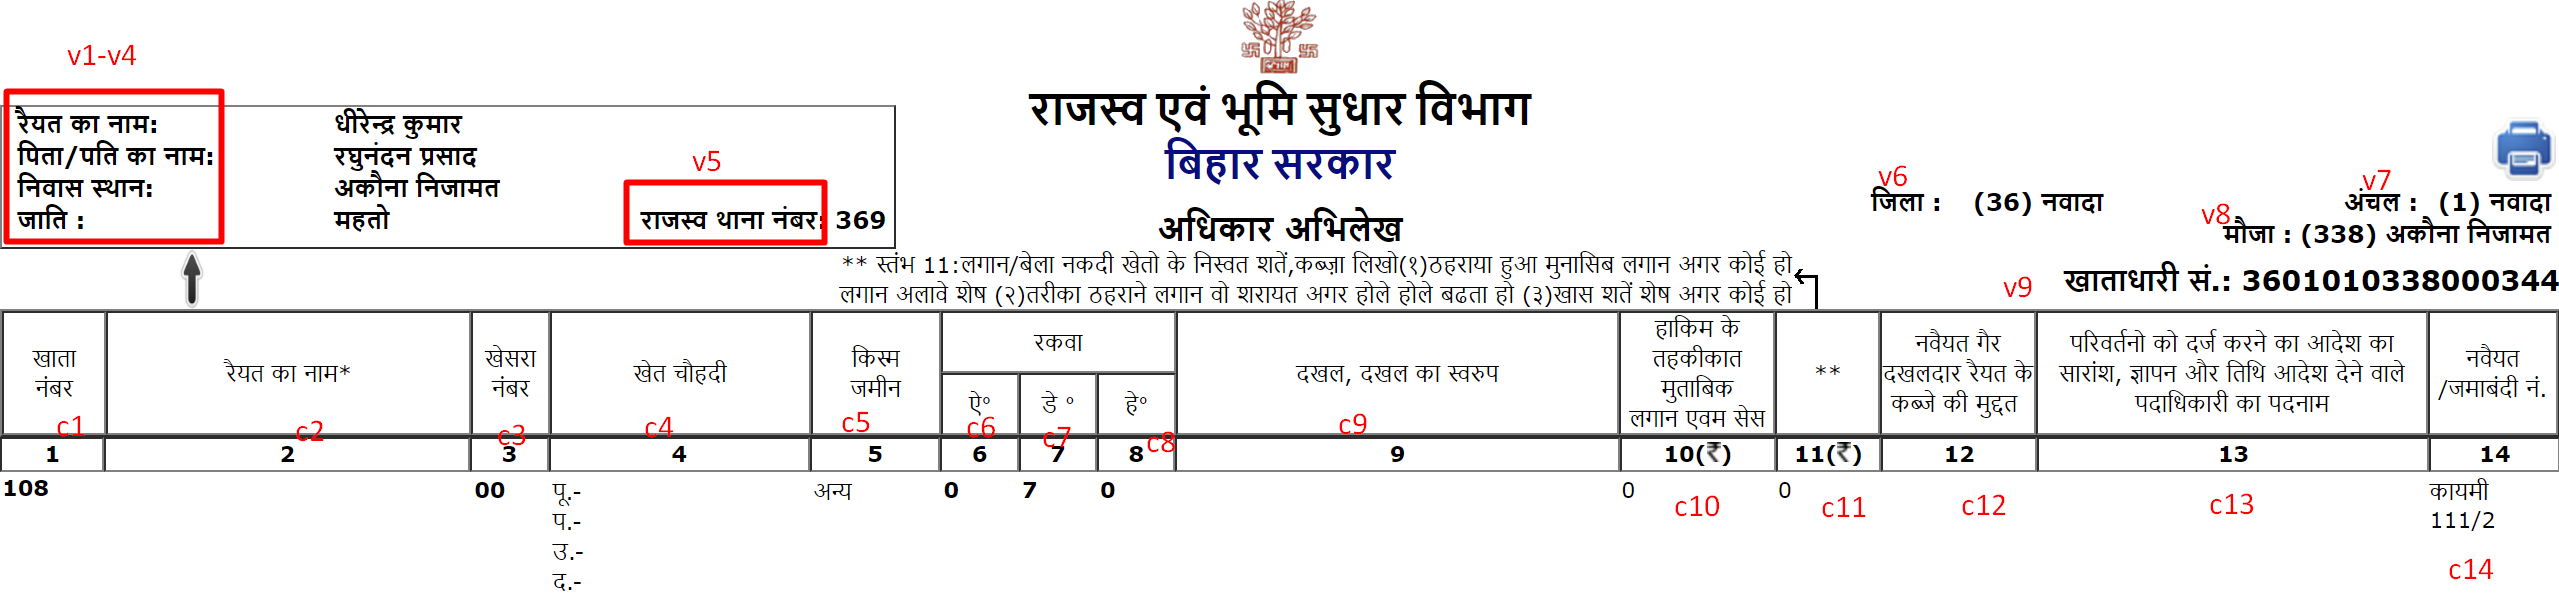 v1-v4
राजस्व एवं भूमि सुधार विभाग
बिहार सरकार
अधिकार अभिलेख
रैयत का नाम: धीरेन्द्र कुमार
पिता/पति का नाम: रघुनंदन प्रसाद
v5
निवास स्थान: अकौना निजामत
जाति : महतो राजस्व थाना नंबर: 369
v6 v7
जिला : (36) नवादा अंचल : (1) नवादा
v8
मौजा : (338) अकौना निजामत
** स्तंभ 11:लगान/बेला नकदी खेतो के निस्वत शतें,कब्ज़ा लिखो(१)ठहराया हुआ मुनासिब लगान अगर कोई हो
लगान अलावे शेष (२)तरीका ठहराने लगान वो शरायत अगर होले होले बढता हो (३)खास शतें शेष अगर कोई हो
v9 खाताधारी सं.: 3601010338000344
खाता नंबर
रैयत का नाम*
खेसरा नंबर
खेत चौहदी
किस्म जमीन
रकवा
ऐ° डे ° हे°
दखल, दखल का स्वरुप
हाकिम के
तहकीकात
मुताबिक
लगान एवम सेस
**
नवैयत गैर
दखलदार रैयत के
कब्जे की मुद्दत
परिवर्तनो को दर्ज करने का आदेश का
सारांश, ज्ञापन और तिथि आदेश देने वाले
पदाधिकारी का पदनाम
नवैयत
/जमाबंदी नं.
c1 c2 c3 c4 c5 c6 c7 c8 c9
1 2 3 4 5 6 7 8 9 10(₹) 11(₹) 12 13 14
108 00 पू.- अन्य 0 7 0 0 0 कायमी
प.- 111/2
उ.-
द.-
c10 c11 c12 c13
c14